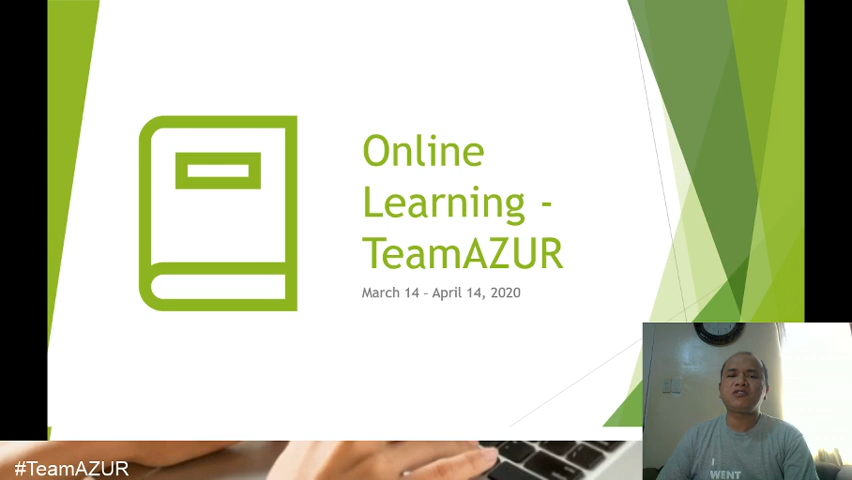 Online
Learning -
TeamAZUR
March 14 – April 14, 2020
I
WENT
#TeamAZUR